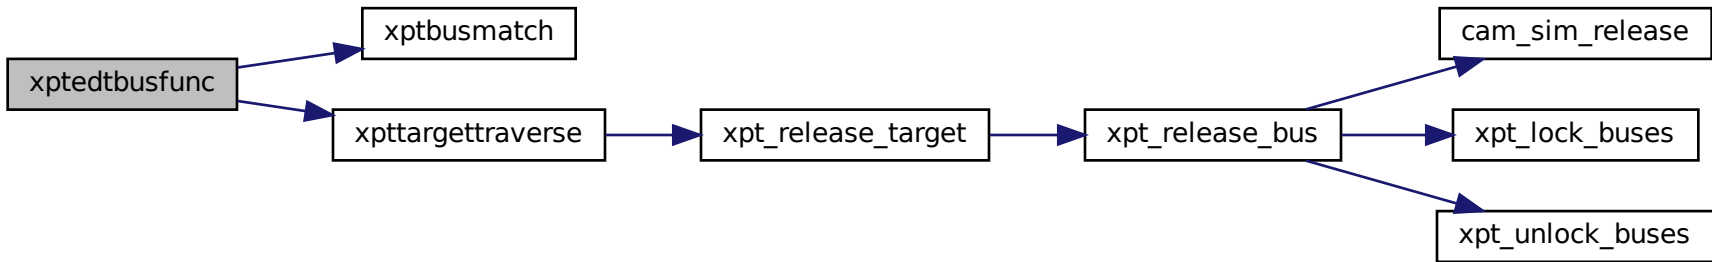 xptedtbusfunc
xptbusmatch
xpttargettraverse
xpt_release_target
xpt_release_bus
cam_sim_release
xpt_lock_buses
xpt_unlock_buses